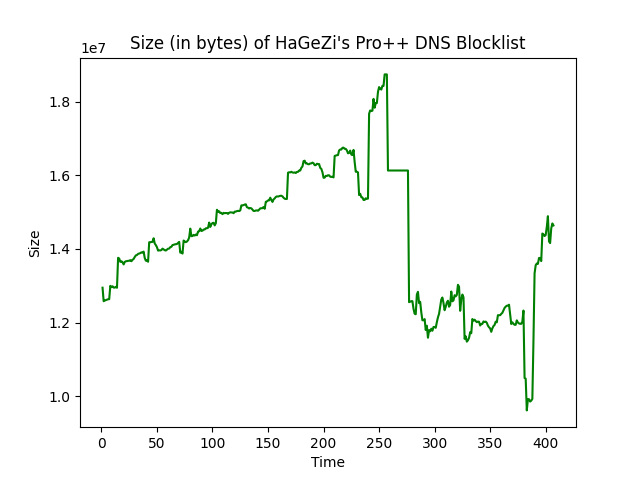 Size (in bytes) of HaGeZi's Pro++ DNS Blocklist
1e7
1.8
1.6
1.4
1.2
1.0
Size
0 50 100 150 200 250 300 350 400
Time